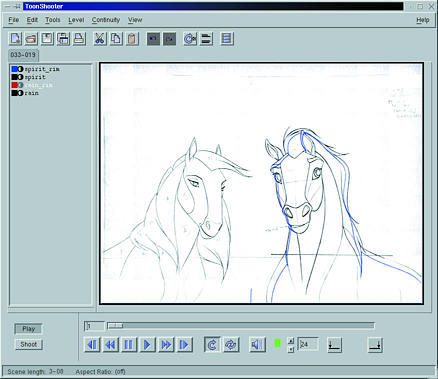 ToonShooter
File Edit Tools Level Continuity View Help
033-019
spirit_rim
spirit
rain_rim
rain
1
Play
Shoot
24
Scene length: 3-08 Aspect Ratio: (off)